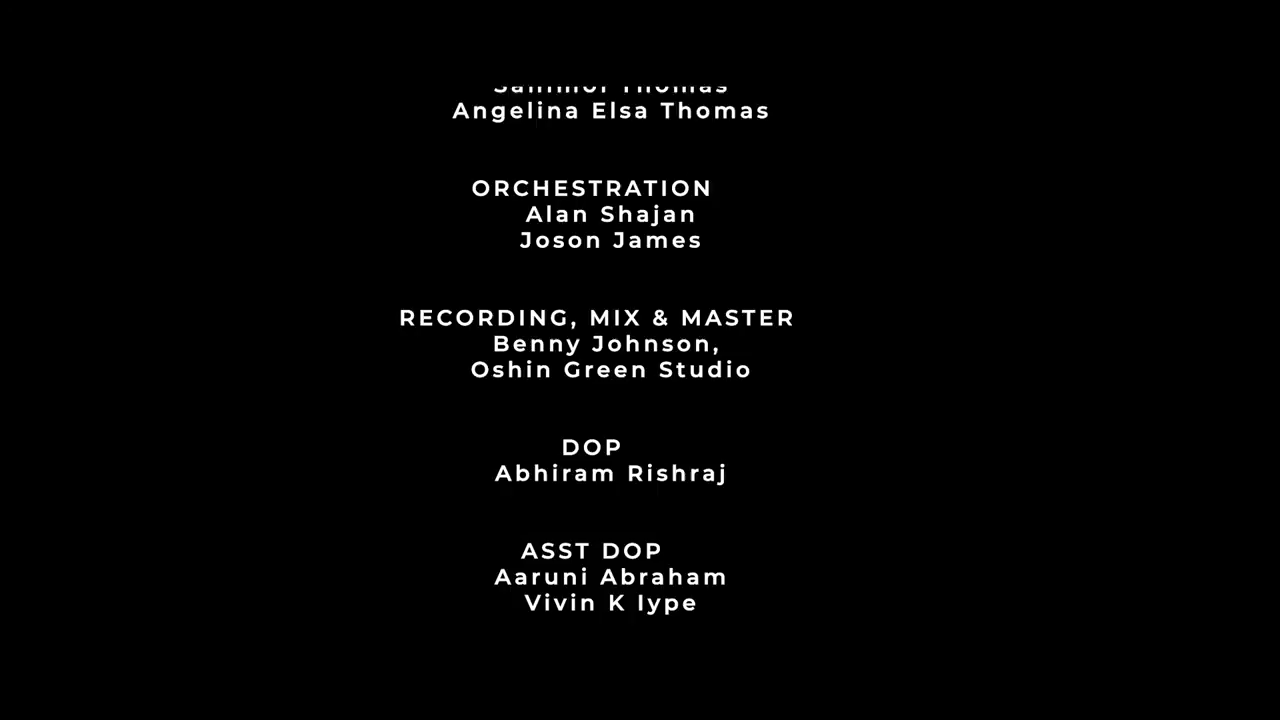 Thomas
Angelina Elsa Thomas
ORCHESTRATION
Alan Shajan
Joson James
RECORDING, MIX & MASTER
Benny Johnson,
Oshin Green Studio
DOP
Abhiram Rishraj
ASST DOP
Aaruni Abraham
Vivin K Iype